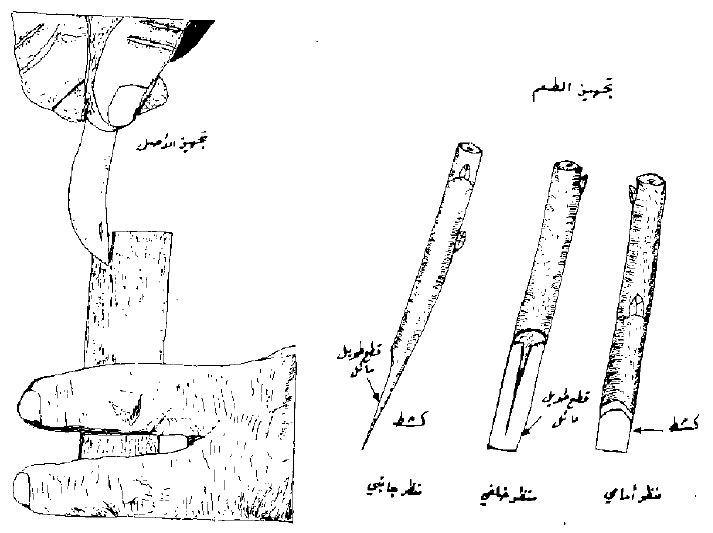 تجهيز الطعم
تجهيز الأصل
قطع طويل
مائل
كشط
قطع طويل
مائل
كشط
منظر جانبي
منظر خلفي
منظر أمامي